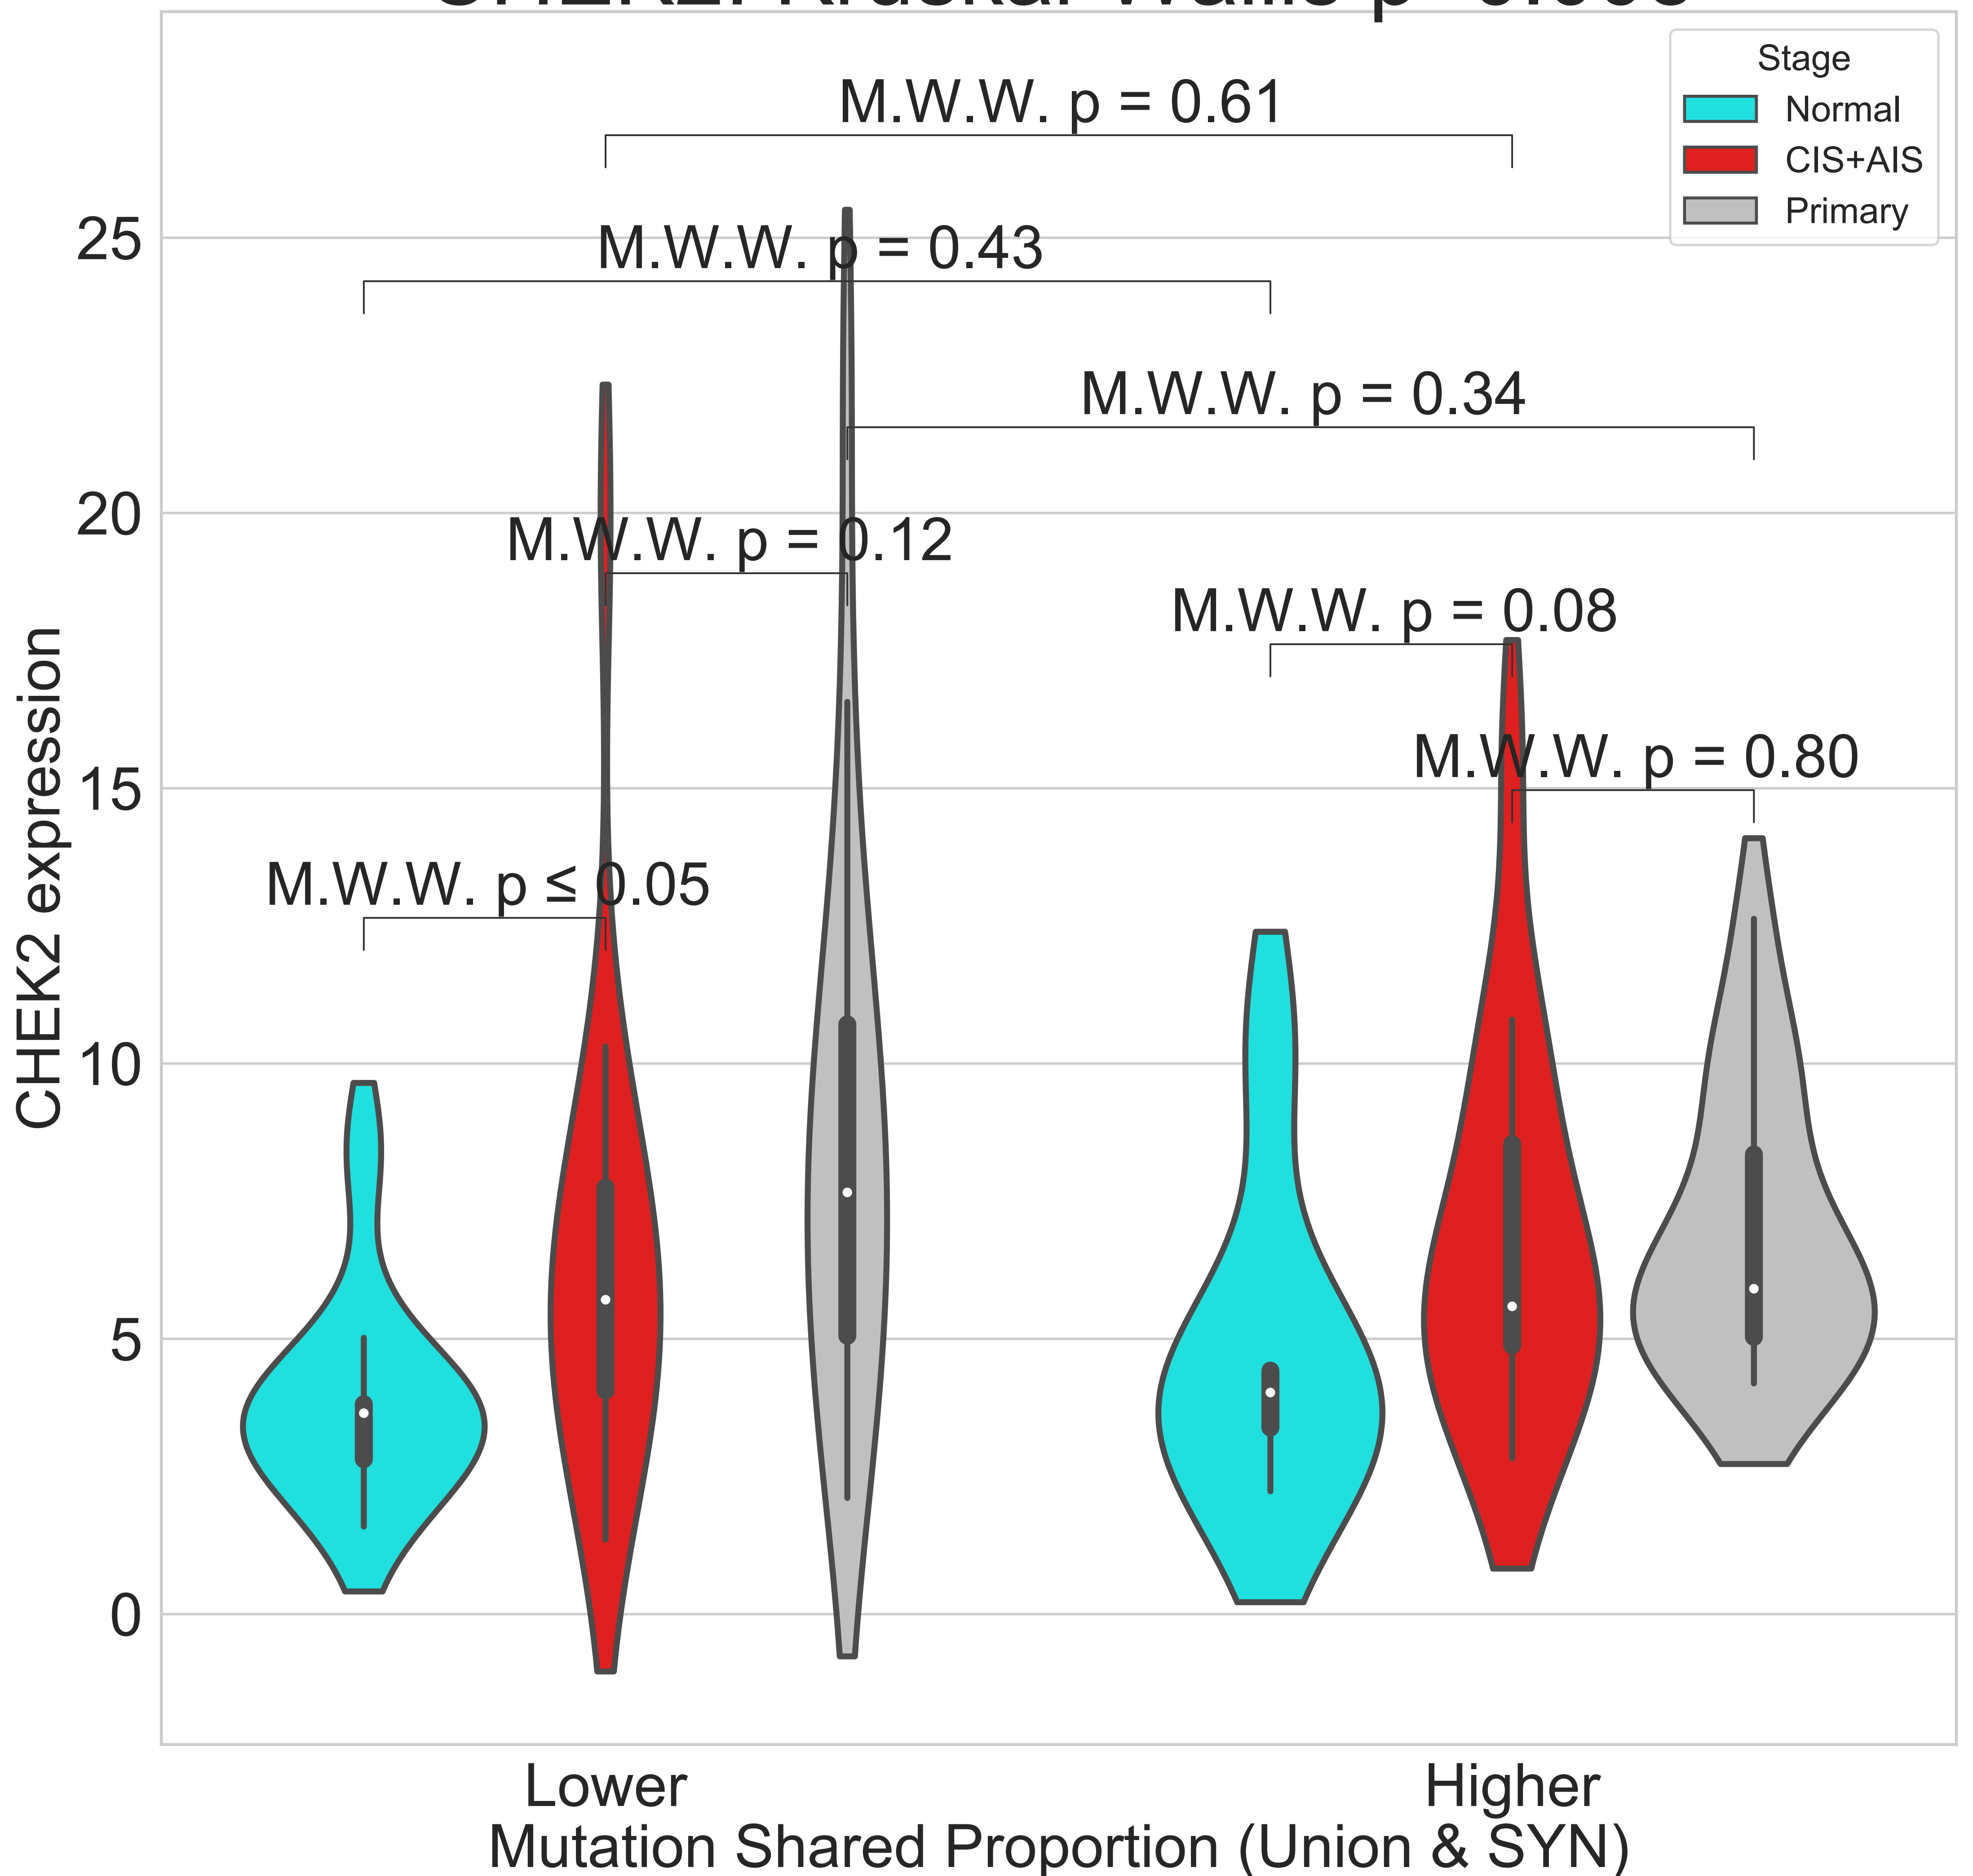 Stage
Normal
CIS+AIS
Primary
M.W.W. p = 0.61
M.W.W. p = 0.43
M.W.W. p = 0.34
M.W.W. p = 0.12
M.W.W. p = 0.08
M.W.W. p = 0.80
M.W.W. p ≤ 0.05
25
20
15
10
5
0
CHEK2 expression
Lower
Higher
Mutation Shared Proportion (Union & SYN)